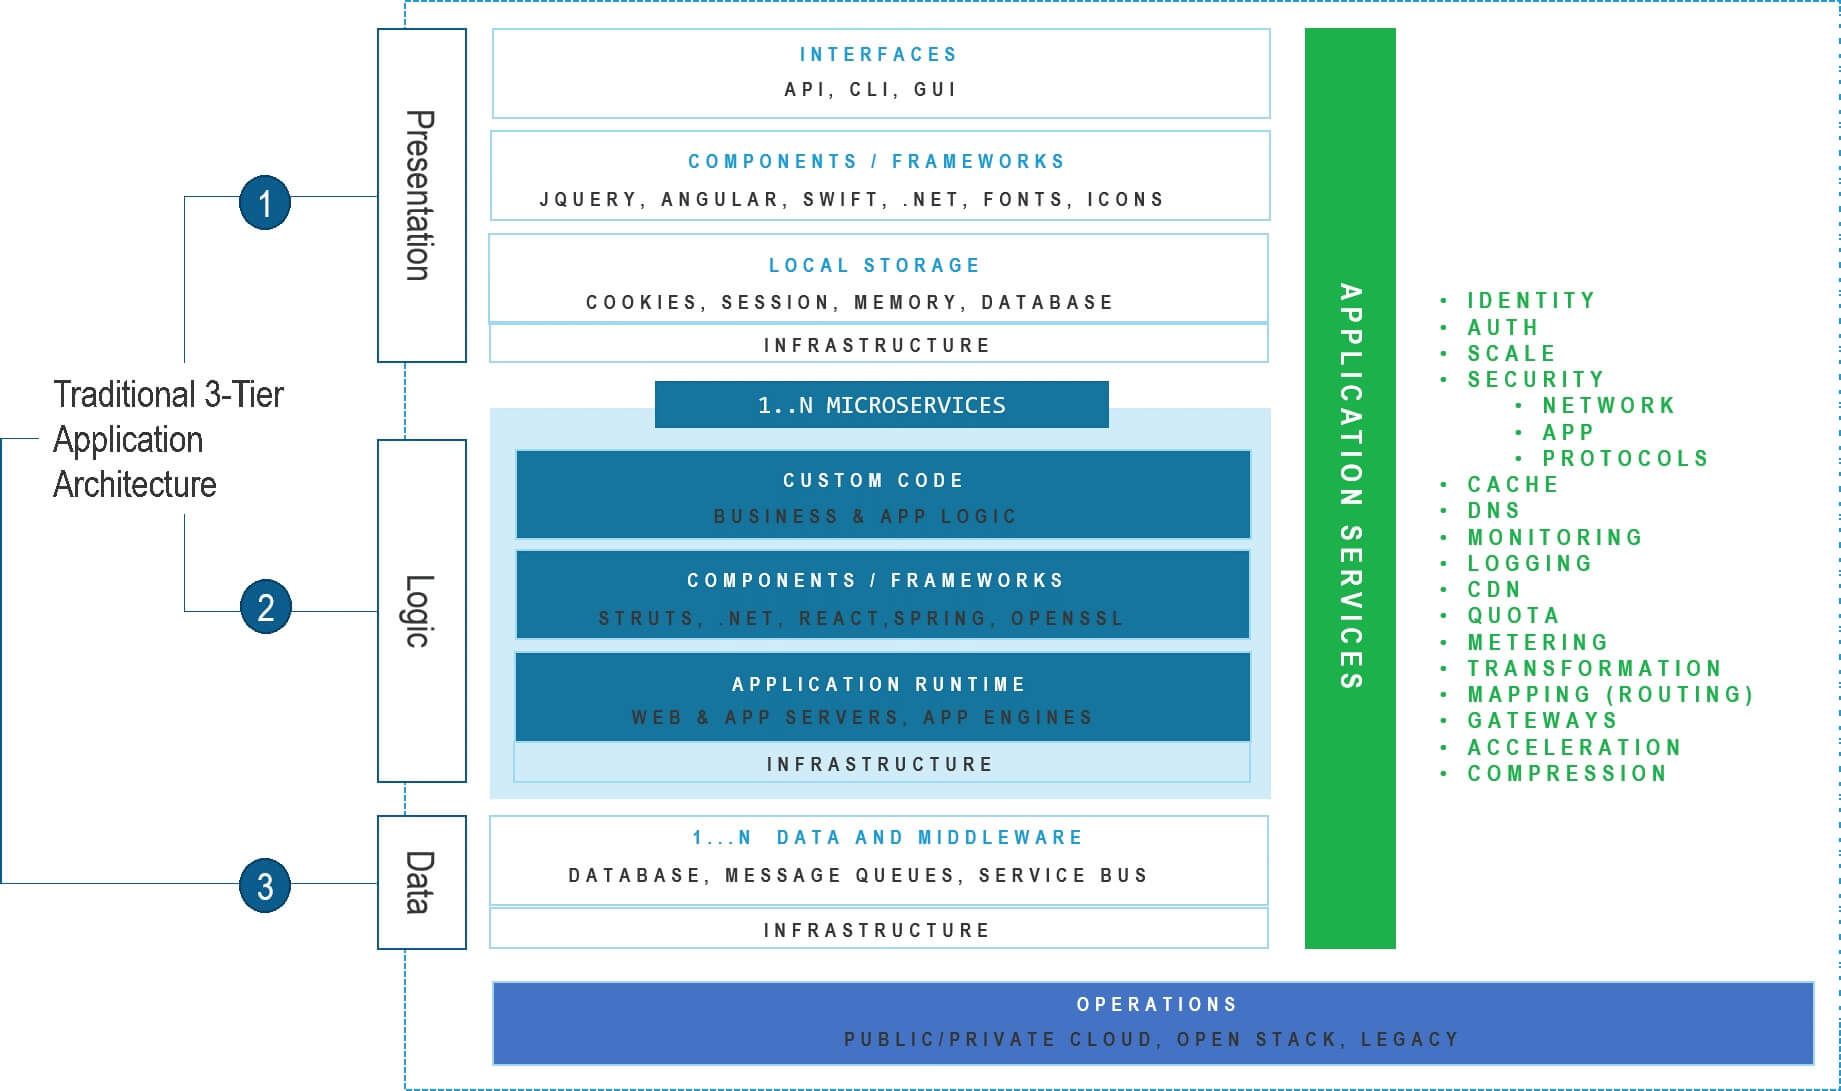 Traditional 3-Tier
Application
Architecture
1
Presentation
INTERFACES
API, CLI, GUI
COMPONENTS / FRAMEWORKS
JQUERY, ANGULAR, SWIFT, .NET, FONTS, ICONS
LOCAL STORAGE
COOKIES, SESSION, MEMORY, DATABASE
INFRASTRUCTURE
2
Logic
1..N MICROSERVICES
CUSTOM CODE
BUSINESS & APP LOGIC
COMPONENTS / FRAMEWORKS
STRUTS, .NET, REACT,SPRING, OPENSSL
APPLICATION RUNTIME
WEB & APP SERVERS, APP ENGINES
INFRASTRUCTURE
3
Data
1...N DATA AND MIDDLEWARE
DATABASE, MESSAGE QUEUES, SERVICE BUS
INFRASTRUCTURE
APPLICATION SERVICES
• IDENTITY
• AUTH
• SCALE
• SECURITY
• NETWORK
• APP
• PROTOCOLS
• CACHE
• DNS
• MONITORING
• LOGGING
• CDN
• QUOTA
• METERING
• TRANSFORMATION
• MAPPING (ROUTING)
• GATEWAYS
• ACCELERATION
• COMPRESSION
OPERATIONS
PUBLIC/PRIVATE CLOUD, OPEN STACK, LEGACY